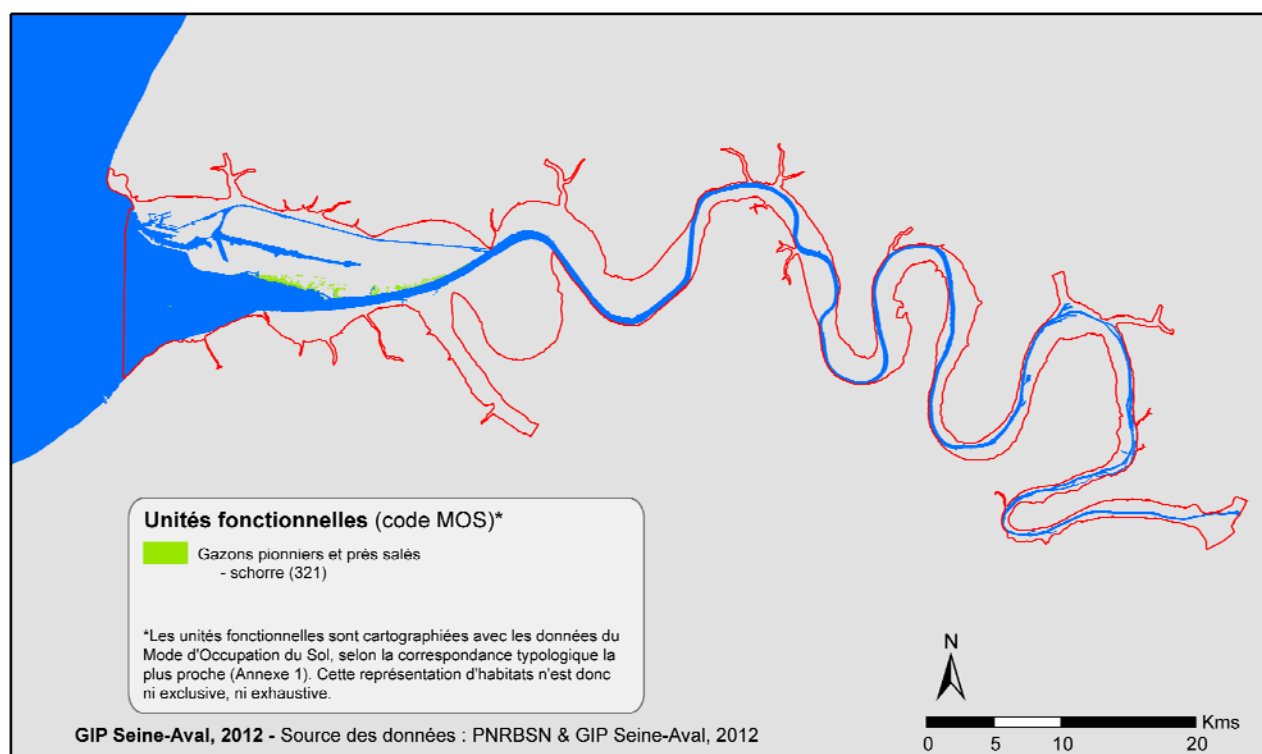 Unités fonctionnelles (code MOS)*
Gazons pionniers et prés salés
- schorre (321)
*Les unités fonctionnelles sont cartographiées avec les données du
Mode d'Occupation du Sol, selon la correspondance typologique la
plus proche (Annexe 1). Cette représentation d'habitats n'est donc
ni exclusive, ni exhaustive.
N
Kms
0 5 10 20
GIP Seine-Aval, 2012 - Source des données : PNRBSN & GIP Seine-Aval, 2012